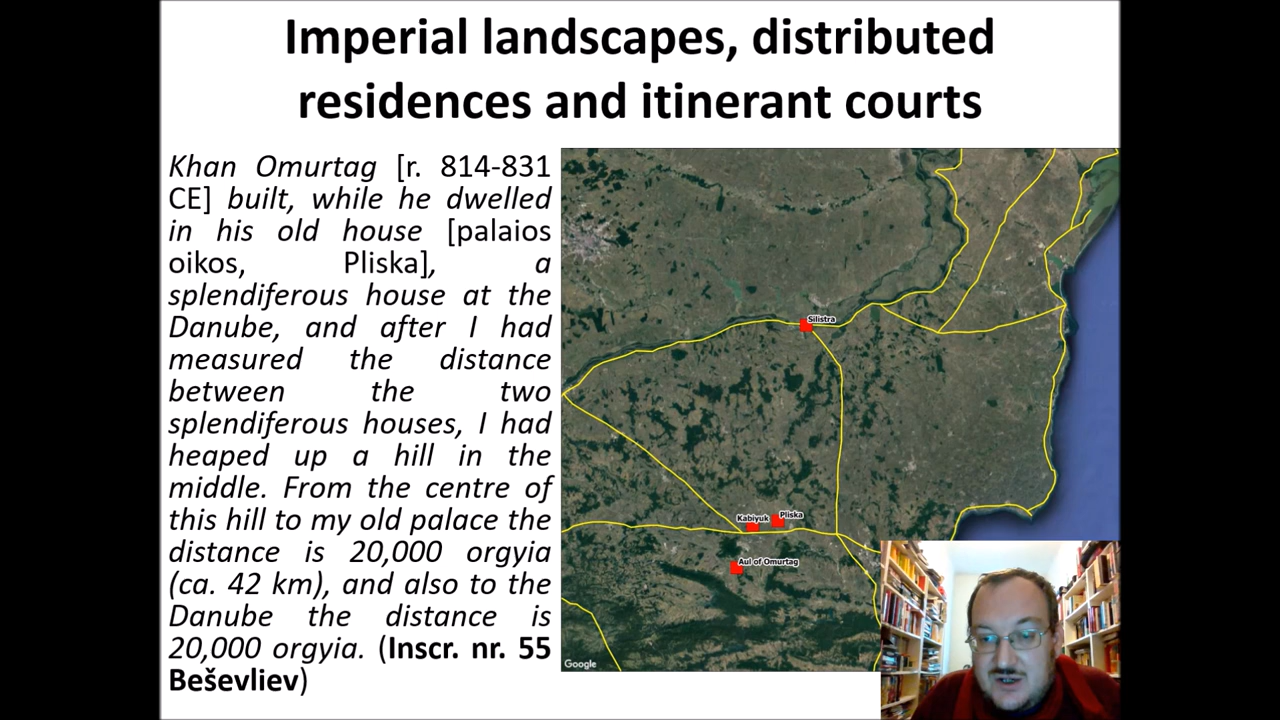 Imperial landscapes, distributed
residences and itinerant courts
Khan Omurtag [r. 814-831
CE] built, while he dwelled
in his old house [palaios
oikos, Pliska], a
splendiferous house at the
Danube, and after I had
measured the distance
between the two
splendiferous houses, I had
heaped up a hill in the
middle. From the centre of
this hill to my old palace the
distance is 20,000 orgyia
(ca. 42 km), and also to the
Danube the distance is
20,000 orgyia. (Inscr. nr. 55
Beševliev)
Silistra
Kabiyuk
Pliska
Aul of Omurtag
Google